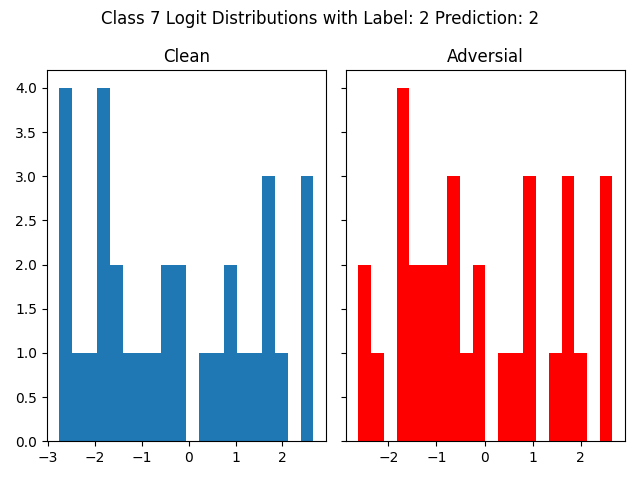 Class 7 Logit Distributions with Label: 2 Prediction: 2
Clean
Adversial
4.0
3.5
3.0
2.5
2.0
1.5
1.0
0.5
0.0
−3 −2 −1 0 1 2
−2 −1 0 1 2